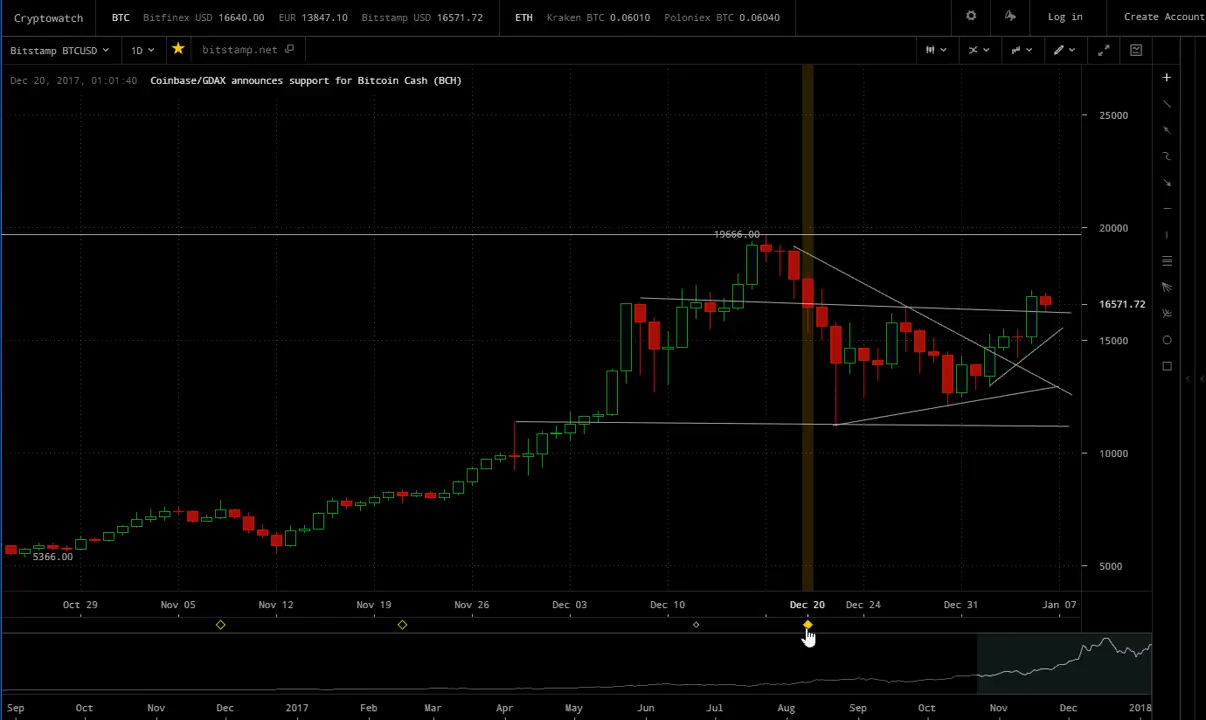 Cryptowatch BTC Bitfinex USD 16640.00 EUR 13847.10 Bitstamp USD 16571.72 ETH Kraken BTC 0.06010 Poloniex BTC 0.06040 Log in Create Account
Bitstamp BTCUSD 1D bitstamp.net
Dec 20, 2017, 01:01:40 Coinbase/GDAX announces support for Bitcoin Cash (BCH)
25000
20000
19666.00
16571.72
15000
10000
5366.00
5000
Oct 29 Nov 05 Nov 12 Nov 19 Nov 26 Dec 03 Dec 10 Dec 20 Dec 24 Dec 31 Jan 07
Sep Oct Nov Dec 2017 Feb Mar Apr May Jun Jul Aug Sep Oct Nov Dec 2018